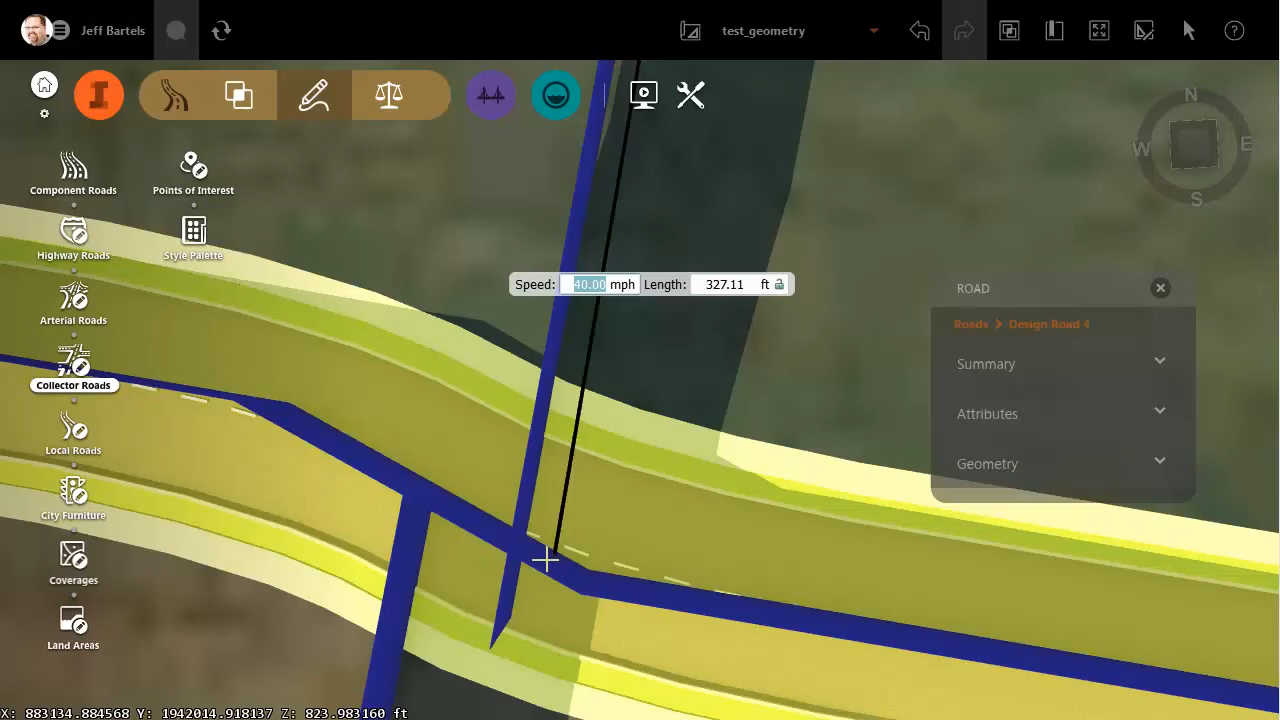 Jeff Bartels
test_geometry
N
W
E
S
Component Roads
Points of Interest
Highway Roads
Style Palette
Arterial Roads
Collector Roads
Local Roads
City Furniture
Coverages
Land Areas
Speed: 40.00 mph Length: 327.11 ft
ROAD
Roads > Design Road 4
Summary
Attributes
Geometry
X: 883134.884568 Y: 1942014.918137 Z: 823.983160 ft